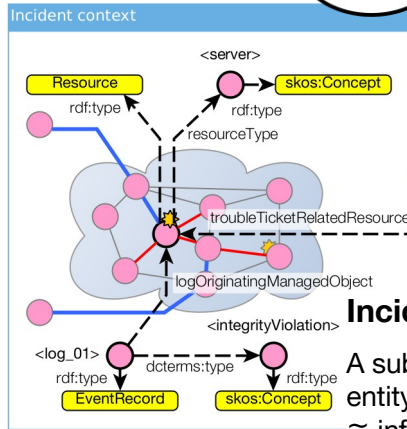 Incident context
<server>
Resource
skos:Concept
rdf:type
rdf:type
resourceType
troubleTicketRelatedResource
logOriginatingManagedObject
<integrityViolation>
Incid
<log_01>
dcterms:type
A sub
rdf:type
rdf:type
entity
EventRecord
skos:Concept
≈ inf